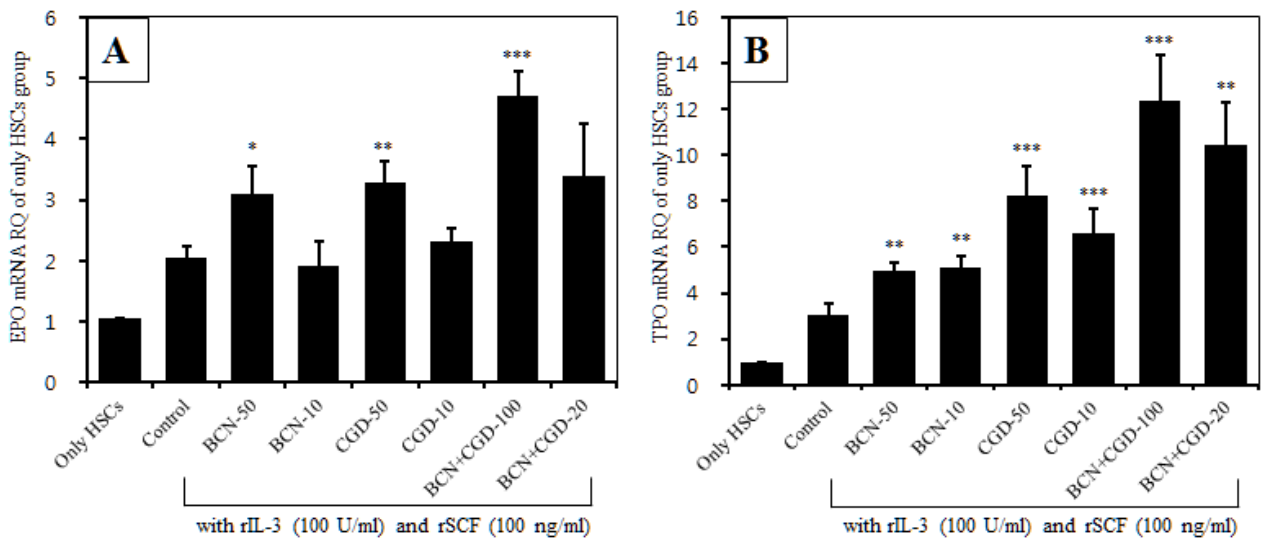 A
EPO mRNA RQ of only HSCs group
6
5
4
3
2
1
0
*
**
***
Only HSCs
Control
BCN-50
BCN-10
CGD-50
CGD-10
BCN+CGD-100
BCN+CGD-20
with rIL-3 (100 U/ml) and rSCF (100 ng/ml)
B
TPO mRNA RQ of only HSCs group
16
14
12
10
8
6
4
2
0
**
**
***
***
***
**
Only HSCs
Control
BCN-50
BCN-10
CGD-50
CGD-10
BCN+CGD-100
BCN+CGD-20
with rIL-3 (100 U/ml) and rSCF (100 ng/ml)